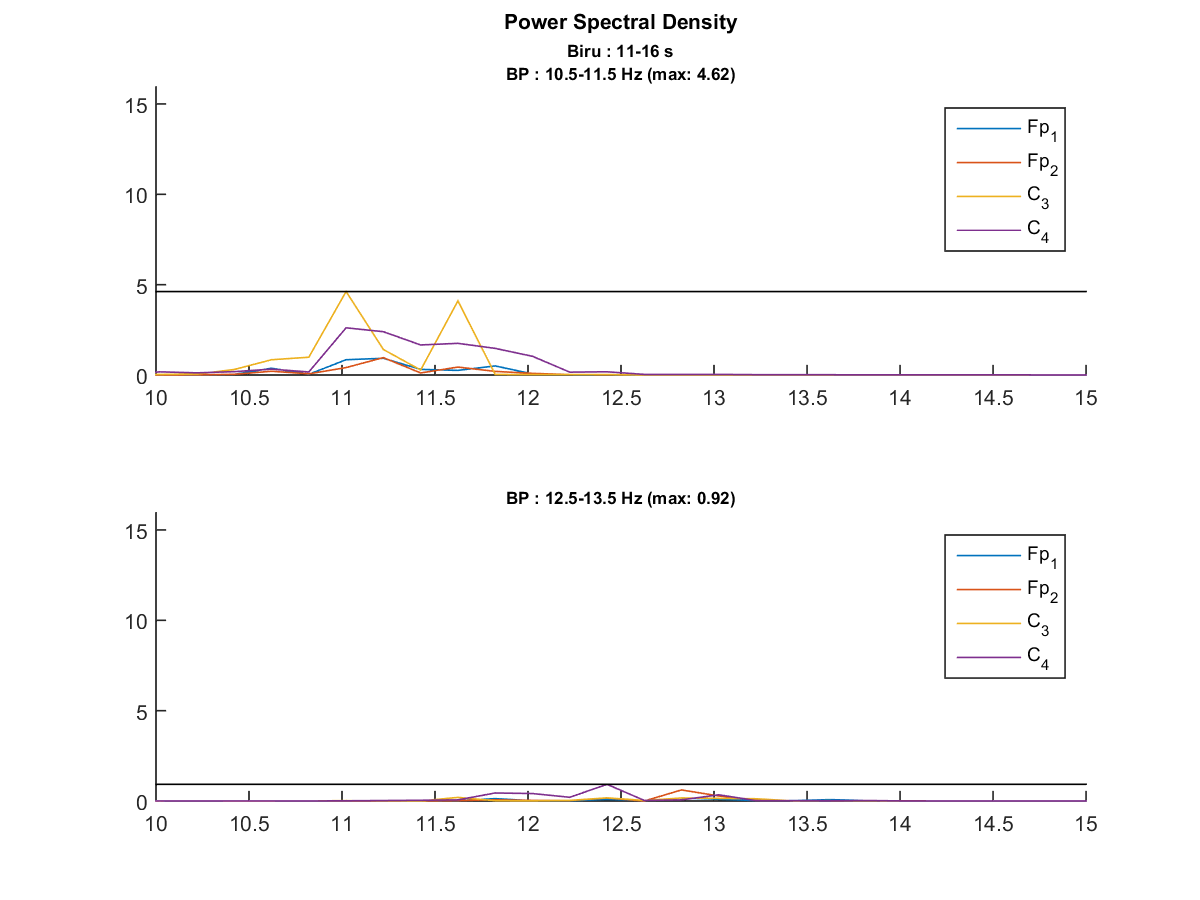 Power Spectral Density
Biru : 11-16 s
BP : 10.5-11.5 Hz (max: 4.62)
15
10
5
0
10 10.5 11 11.5 12 12.5 13 13.5 14 14.5 15
Fp1
Fp2
C3
C4
BP : 12.5-13.5 Hz (max: 0.92)
15
10
5
0
10 10.5 11 11.5 12 12.5 13 13.5 14 14.5 15
Fp1
Fp2
C3
C4